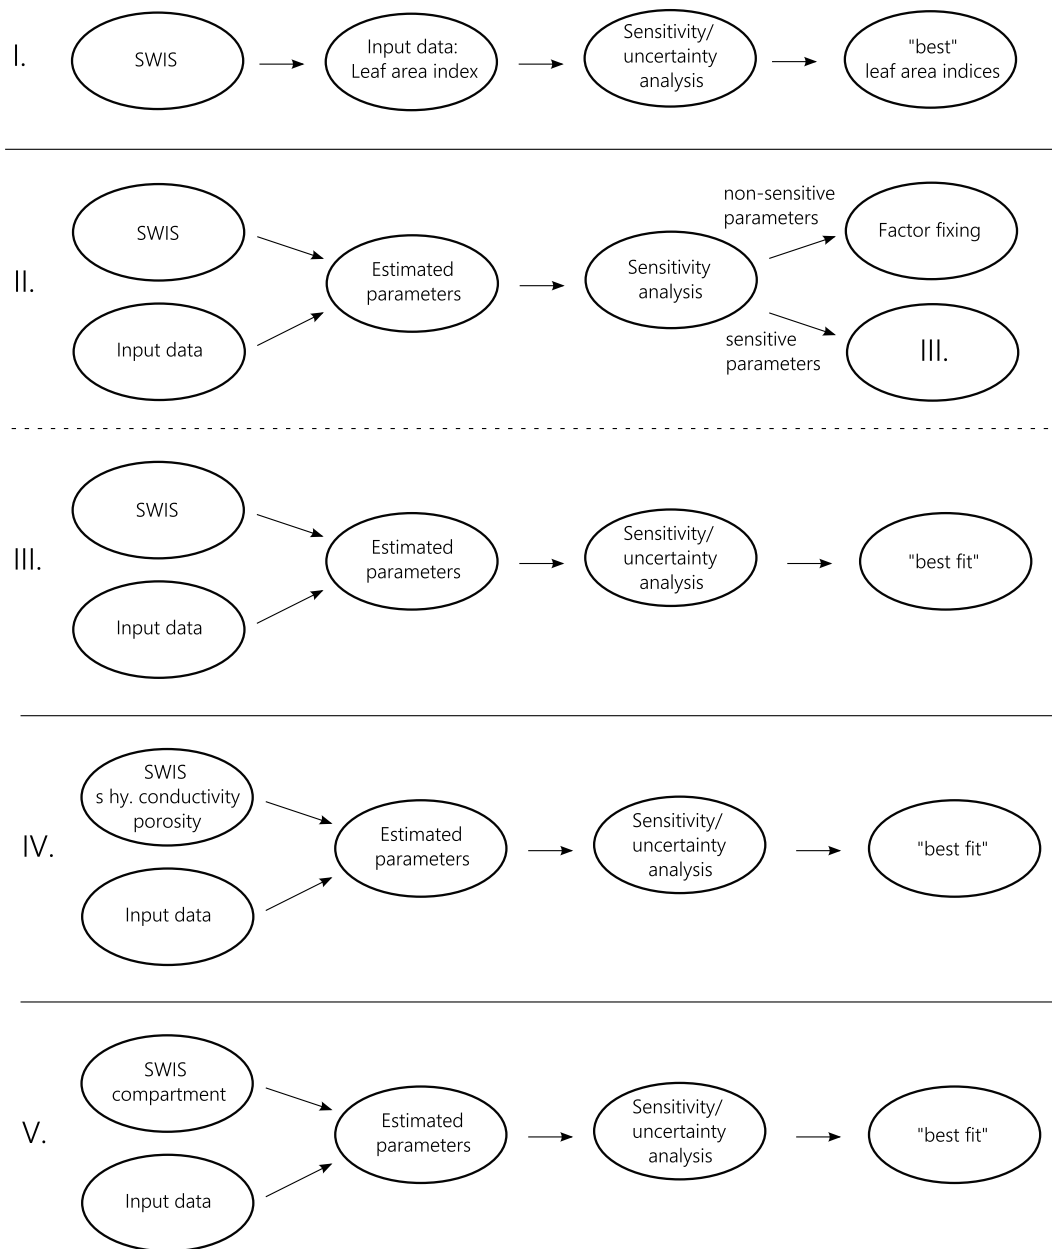 I.
SWIS
Input data:
Leaf area index
Sensitivity/
uncertainty
analysis
"best"
leaf area indices
II.
SWIS
Input data
Estimated
parameters
Sensitivity
analysis
non-sensitive
parameters
Factor fixing
sensitive
parameters
III.
III.
SWIS
Input data
Estimated
parameters
Sensitivity/
uncertainty
analysis
"best fit"
IV.
SWIS
s hy. conductivity
porosity
Input data
Estimated
parameters
Sensitivity/
uncertainty
analysis
"best fit"
V.
SWIS
compartment
Input data
Estimated
parameters
Sensitivity/
uncertainty
analysis
"best fit"